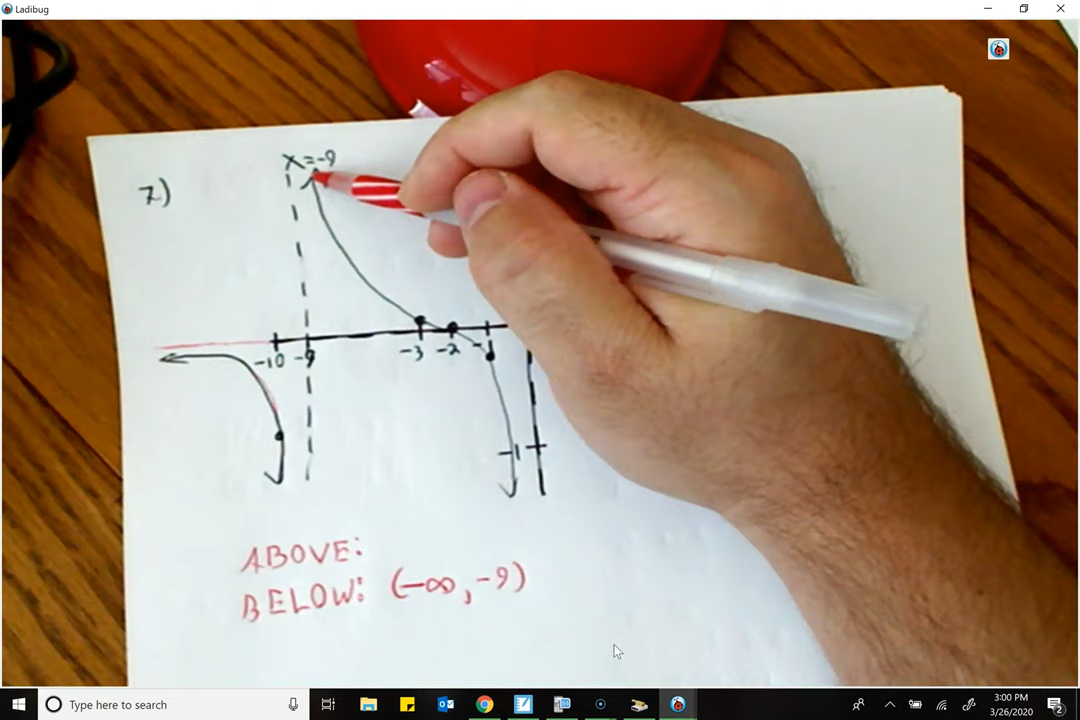 Ladibug
x=-9
7)
-10 -9 -3 -2 -1
-1
ABOVE:
BELOW: (-∞, -9)
Type here to search
3:00 PM
3/26/2020
2